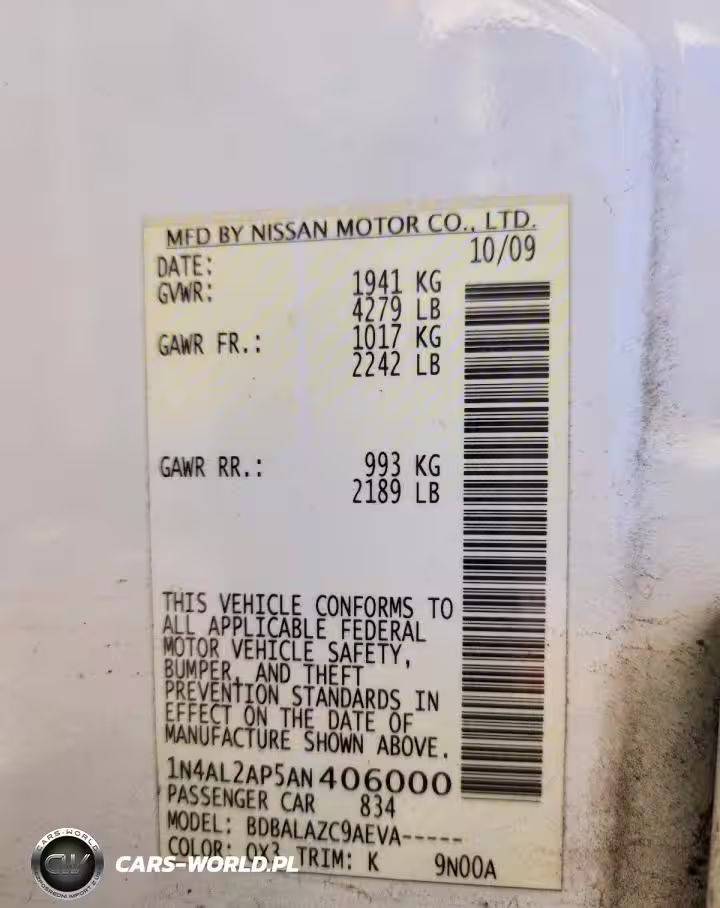 MFD BY NISSAN MOTOR CO., LTD.
DATE: 10/09
GVWR: 1941 KG
4279 LB
GAWR FR.: 1017 KG
2242 LB
GAWR RR.: 993 KG
2189 LB
THIS VEHICLE CONFORMS TO
ALL APPLICABLE FEDERAL
MOTOR VEHICLE SAFETY,
BUMPER, AND THEFT
PREVENTION STANDARDS IN
EFFECT ON THE DATE OF
MANUFACTURE SHOWN ABOVE.
1N4AL2AP5AN406000
PASSENGER CAR 834
MODEL: BDBALAZC9AEVA-----
COLOR: QX3 TRIM: K 9N00A
CARS-WORLD
CW
CARS-WORLD.PL